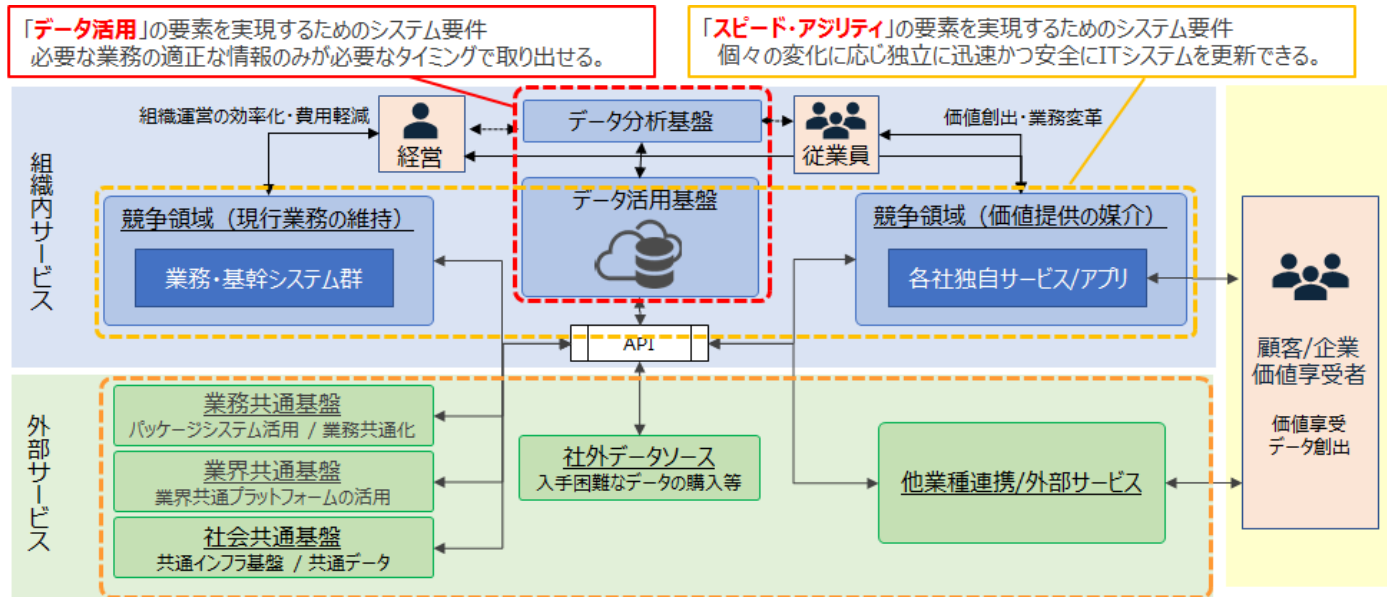 「データ活用」の要素を実現するためのシステム要件
必要な業務の適正な情報のみが必要なタイミングで取り出せる。
「スピード・アジリティ」の要素を実現するためのシステム要件
個々の変化に応じ独立に迅速かつ安全にITシステムを更新できる。
組織内サービス
組織運営の効率化・費用軽減
経営
データ分析基盤
従業員
価値創出・業務変革
競争領域（現行業務の維持）
業務・基幹システム群
データ活用基盤
競争領域（価値提供の媒介）
各社独自サービス/アプリ
API
顧客/企業
価値享受者
価値享受
データ創出
外部サービス
業務共通基盤
パッケージシステム活用 / 業務共通化
業界共通基盤
業界共通プラットフォームの活用
社会共通基盤
共通インフラ基盤 / 共通データ
社外データソース
入手困難なデータの購入等
他業種連携/外部サービス